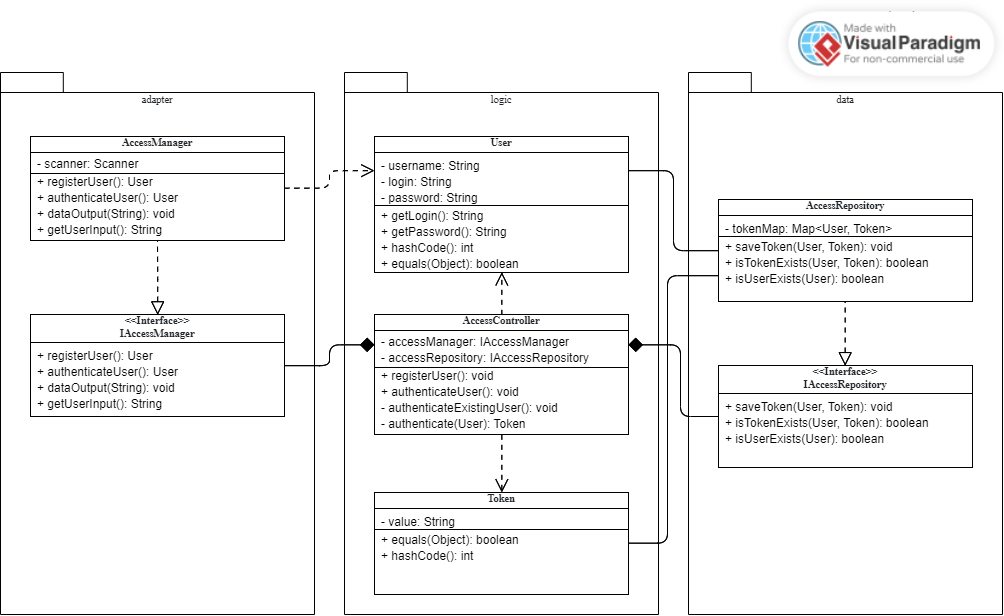 Made with
VisualParadigm
For non-commercial use
adapter
AccessManager
- scanner: Scanner
+ registerUser(): User
+ authenticateUser(): User
+ dataOutput(String): void
+ getUserInput(): String
<<Interface>>
IAccessManager
+ registerUser(): User
+ authenticateUser(): User
+ dataOutput(String): void
+ getUserInput(): String
logic
User
- username: String
- login: String
- password: String
+ getLogin(): String
+ getPassword(): String
+ hashCode(): int
+ equals(Object): boolean
AccessController
- accessManager: IAccessManager
- accessRepository: IAccessRepository
+ registerUser(): void
+ authenticateUser(): void
- authenticateExistingUser(): void
- authenticate(User): Token
Token
- value: String
+ equals(Object): boolean
+ hashCode(): int
data
AccessRepository
- tokenMap: Map<User, Token>
+ saveToken(User, Token): void
+ isTokenExists(User, Token): boolean
+ isUserExists(User): boolean
<<Interface>>
IAccessRepository
+ saveToken(User, Token): void
+ isTokenExists(User, Token): boolean
+ isUserExists(User): boolean